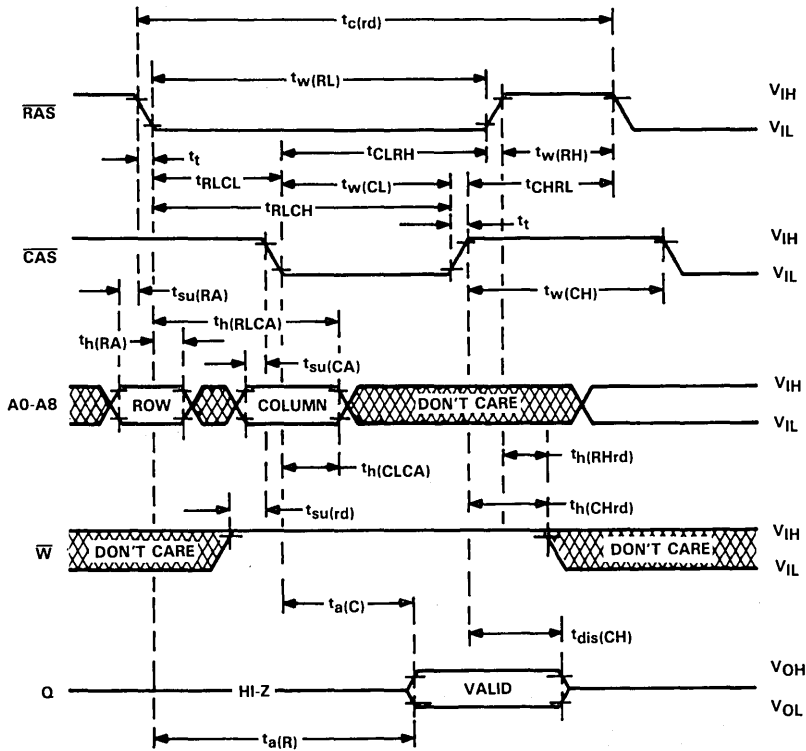 tc(rd)
tw(RL)
RAS
VIH
VIL
tt
tCLRH
tw(RH)
tRLCL
tw(CL)
tCHRL
tRLCH
tt
CAS
VIH
VIL
tsu(RA)
tw(CH)
th(RLCA)
th(RA)
tsu(CA)
A0-A8
ROW
COLUMN
DON'T CARE
VIH
VIL
th(RHrd)
th(CLCA)
th(CHrd)
tsu(rd)
W
DON'T CARE
DON'T CARE
VIH
VIL
ta(C)
tdis(CH)
Q
HI-Z
VALID
VOH
VOL
ta(R)